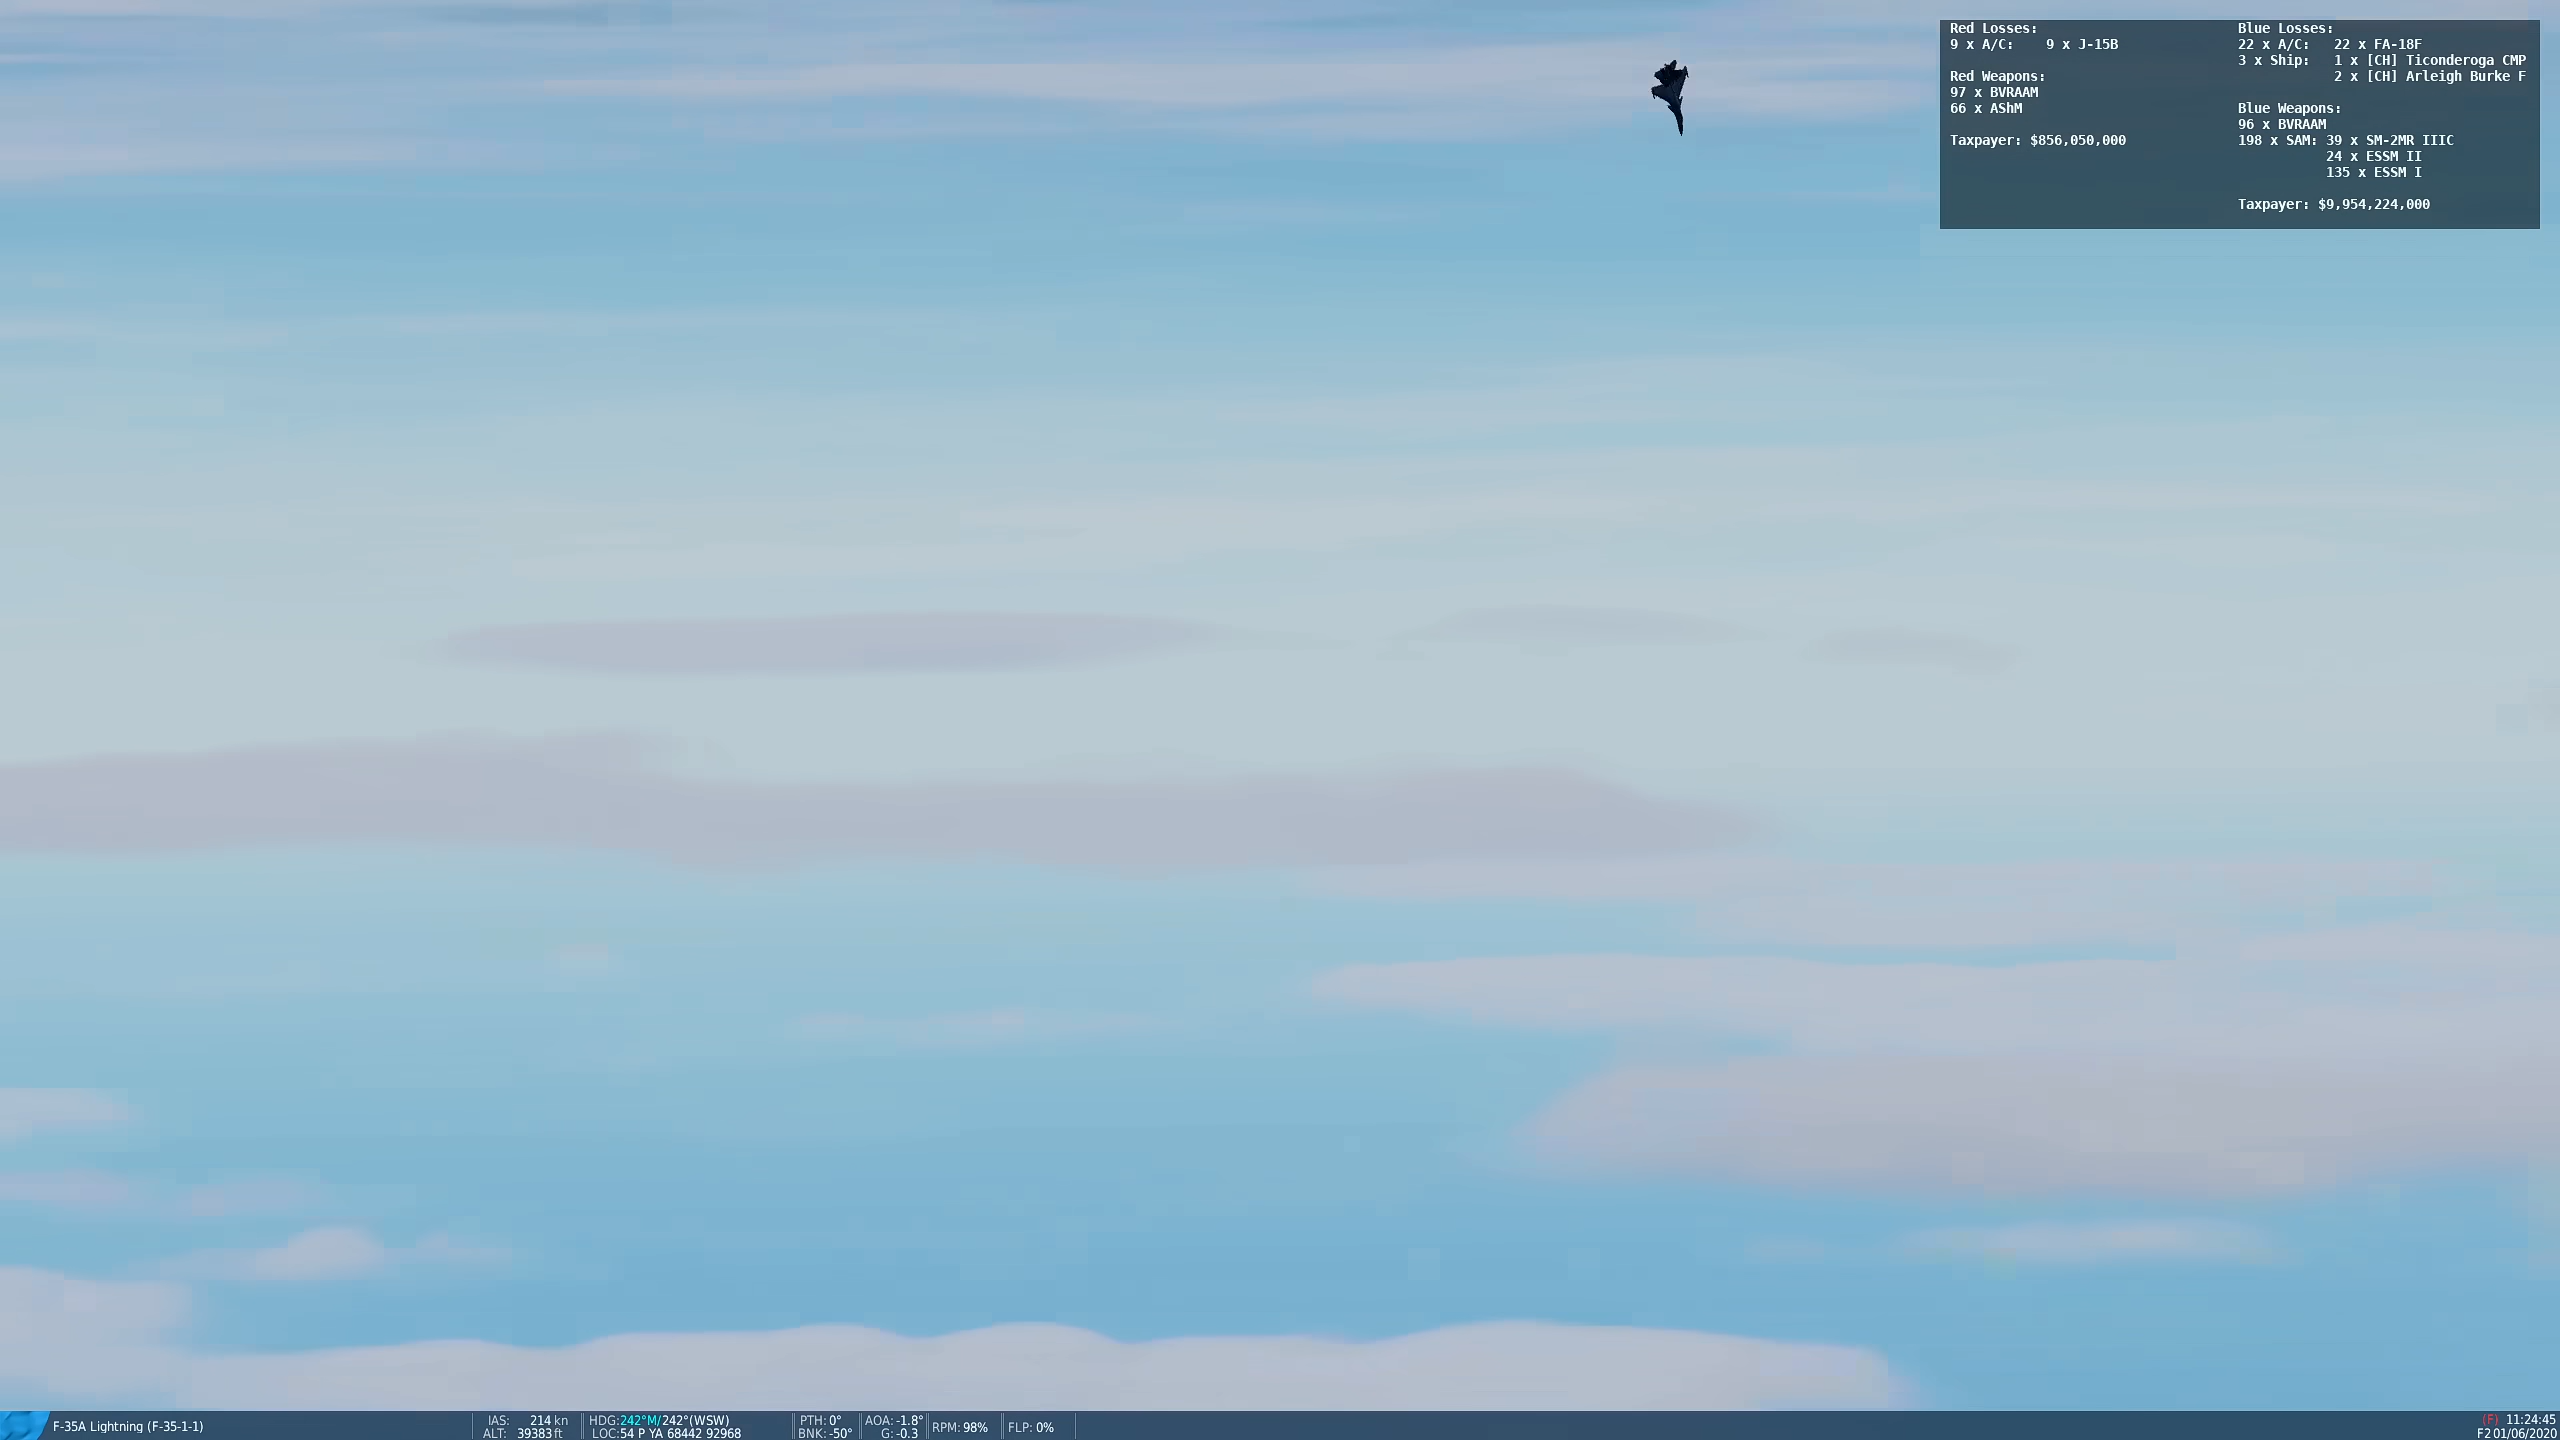 Red Losses:
9 x A/C:    9 x J-15B
Red Weapons:
97 x BVRAAM
66 x AShM
Taxpayer: $856,050,000
Blue Losses:
22 x A/C:   22 x FA-18F
3 x Ship:   1 x [CH] Ticonderoga CMP
2 x [CH] Arleigh Burke F
Blue Weapons:
96 x BVRAAM
198 x SAM: 39 x SM-2MR IIIC
24 x ESSM II
135 x ESSM I
Taxpayer: $9,954,224,000
F-35A Lightning (F-35-1-1)
IAS: 214 kn
ALT: 39383 ft
HDG: 242°M/242°(WSW)
LOC: 54 P YA 68442 92968
PTH: 0°
BNK: -50°
AOA: -1.8°
G: -0.3
RPM: 98%
FLP: 0%
(F) 11:24:45
F2 01/06/2020